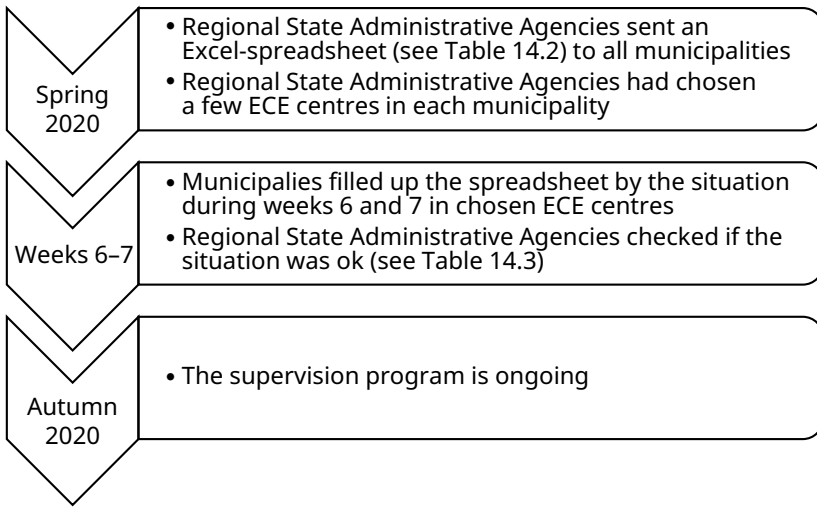 Spring
2020
• Regional State Administrative Agencies sent an
Excel-spreadsheet (see Table 14.2) to all municipalities
• Regional State Administrative Agencies had chosen
a few ECE centres in each municipality
Weeks 6–7
• Municipalies filled up the spreadsheet by the situation
during weeks 6 and 7 in chosen ECE centres
• Regional State Administrative Agencies checked if the
situation was ok (see Table 14.3)
Autumn
2020
• The supervision program is ongoing